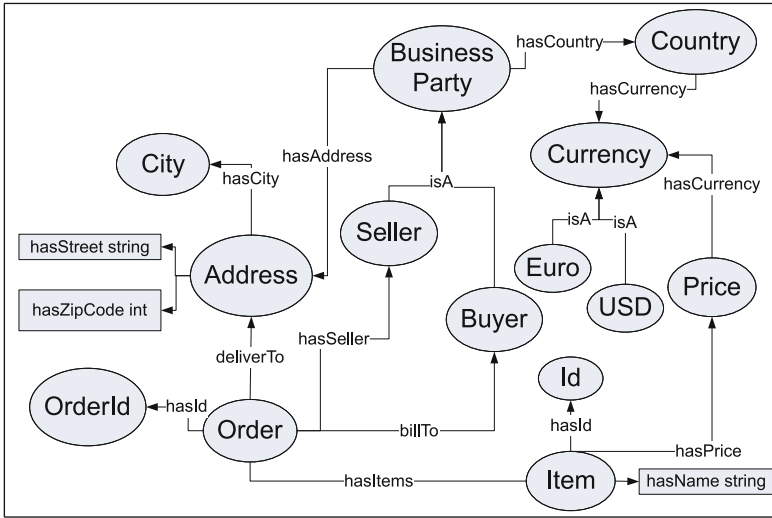 Business
Party
hasCountry
Country
hasCurrency
City
hasCity
hasAddress
isA
Currency
hasCurrency
hasStreet string
Address
Seller
isA
isA
Euro
USD
Price
hasZipCode int
Buyer
hasSeller
deliverTo
Id
OrderId
hasId
Order
billTo
hasId
hasPrice
hasItems
Item
hasName string